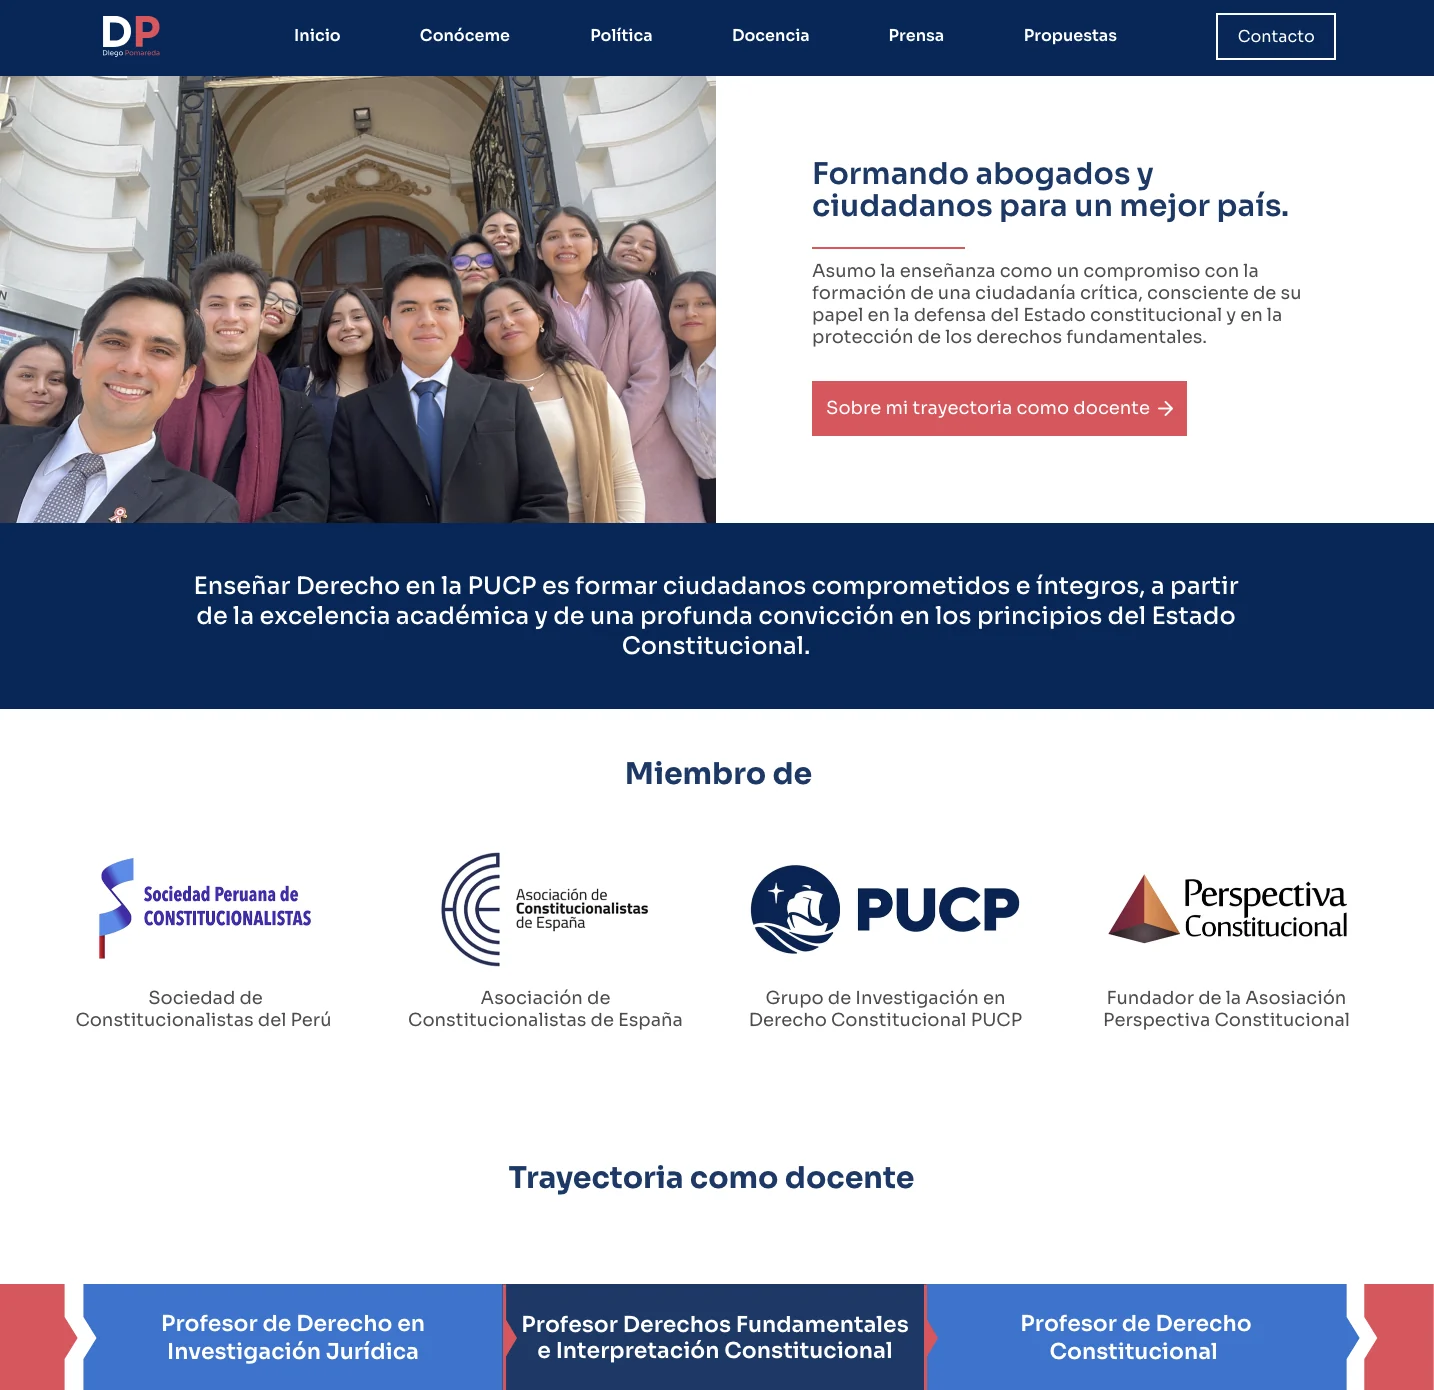 DP
Diego Pomareda
Inicio
Conóceme
Política
Docencia
Prensa
Propuestas
Contacto
N
Formando abogados y
ciudadanos para un mejor país.
Asumo la enseñanza como un compromiso con la
formación de una ciudadanía crítica, consciente de su
papel en la defensa del Estado constitucional y en la
protección de los derechos fundamentales.
Sobre mi trayectoria como docente →
Enseñar Derecho en la PUCP es formar ciudadanos comprometidos e íntegros, a partir
de la excelencia académica y de una profunda convicción en los principios del Estado
Constitucional.
Miembro de
Sociedad Peruana de
CONSTITUCIONALISTAS
Sociedad de
Constitucionalistas del Perú
Asociación de
Constitucionalistas
de España
Asociación de
Constitucionalistas de España
PUCP
Grupo de Investigación en
Derecho Constitucional PUCP
Perspectiva
Constitucional
Fundador de la Asosiación
Perspectiva Constitucional
Trayectoria como docente
Profesor de Derecho en
Investigación Jurídica
Profesor Derechos Fundamentales
e Interpretación Constitucional
Profesor de Derecho
Constitucional